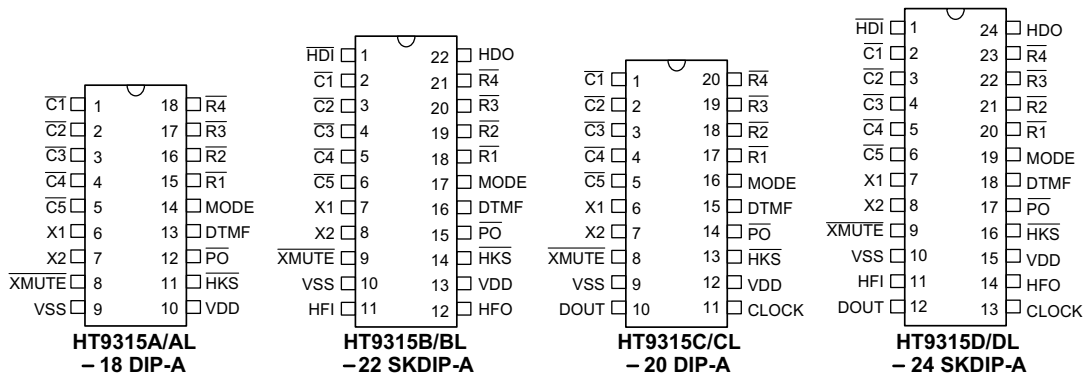 HT9315A/AL
– 18 DIP-A
C1 1 18 R4
C2 2 17 R3
C3 3 16 R2
C4 4 15 R1
C5 5 14 MODE
X1 6 13 DTMF
X2 7 12 PO
XMUTE 8 11 HKS
VSS 9 10 VDD
HT9315B/BL
– 22 SKDIP-A
HDI 1 22 HDO
C1 2 21 R4
C2 3 20 R3
C3 4 19 R2
C4 5 18 R1
C5 6 17 MODE
X1 7 16 DTMF
X2 8 15 PO
XMUTE 9 14 HKS
VSS 10 13 VDD
HFI 11 12 HFO
HT9315C/CL
– 20 DIP-A
C1 1 20 R4
C2 2 19 R3
C3 3 18 R2
C4 4 17 R1
C5 5 16 MODE
X1 6 15 DTMF
X2 7 14 PO
XMUTE 8 13 HKS
VSS 9 12 VDD
DOUT 10 11 CLOCK
HT9315D/DL
– 24 SKDIP-A
HDI 1 24 HDO
C1 2 23 R4
C2 3 22 R3
C3 4 21 R2
C4 5 20 R1
C5 6 19 MODE
X1 7 18 DTMF
X2 8 17 PO
XMUTE 9 16 HKS
VSS 10 15 VDD
HFI 11 14 HFO
DOUT 12 13 CLOCK